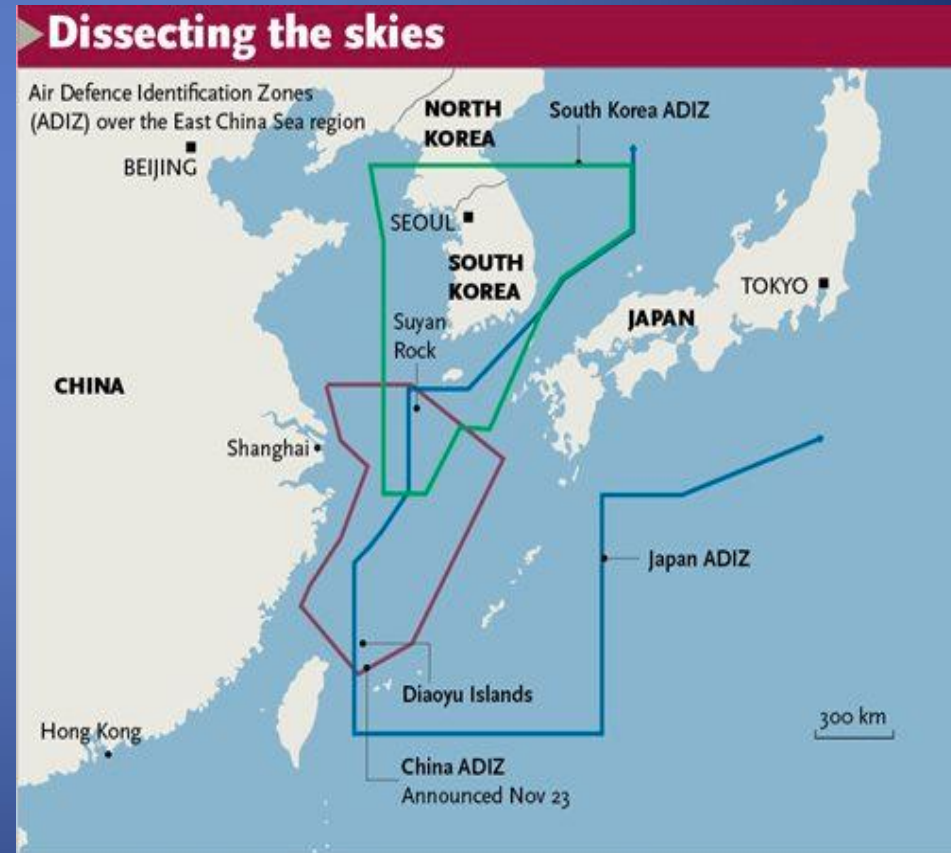 Dissecting the skies
Air Defence Identification Zones
(ADIZ) over the East China Sea region
BEIJING
NORTH
KOREA
South Korea ADIZ
SEOUL
SOUTH
KOREA
TOKYO
JAPAN
Suyan
Rock
CHINA
Shanghai
Japan ADIZ
Diaoyu Islands
300 km
Hong Kong
China ADIZ
Announced Nov 23